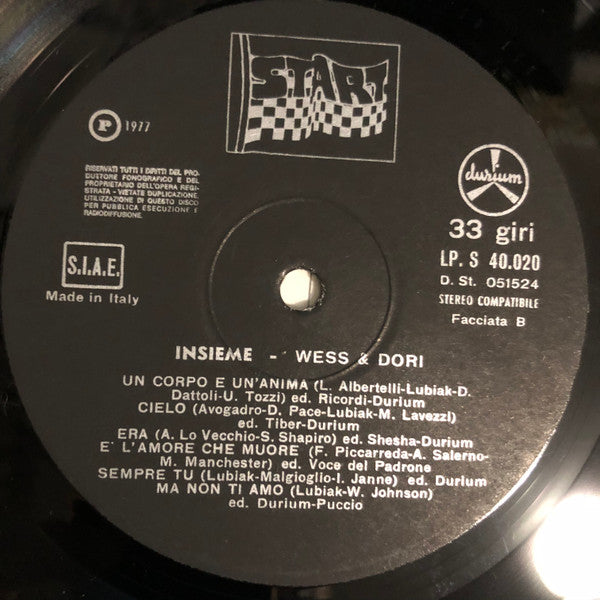 START
P 1977
durium
RISERVATI TUTTI I DIRITTI DEL PRO-
DUTTORE FONOGRAFICO E DEL
PROPRIETARIO DELL'OPERA REGI-
STRATA - VIETATE DUPLICAZIONE,
UTILIZZAZIONE DI QUESTO DISCO
PER PUBBLICA ESECUZIONE E
RADIODIFFUSIONE.
33 giri
LP. S 40.020
D. St. 051524
STEREO COMPATIBILE
Facciata B
S.I.A.E.
Made in Italy
INSIEME - WESS & DORI
UN CORPO E UN'ANIMA (L. Albertelli-Lubiak-D.
Dattoli-U. Tozzi) ed. Ricordi-Durium
CIELO (Avogadro-D. Pace-Lubiak-M. Lavezzi)
ed. Tiber-Durium
ERA (A. Lo Vecchio-S. Shapiro) ed. Shesha-Durium
E' L'AMORE CHE MUORE (F. Piccarreda-A. Salerno-
M. Manchester) ed. Voce del Padrone
SEMPRE TU (Lubiak-Malgioglio-I. Janne) ed. Durium
MA NON TI AMO (Lubiak-W. Johnson)
ed. Durium-Puccio